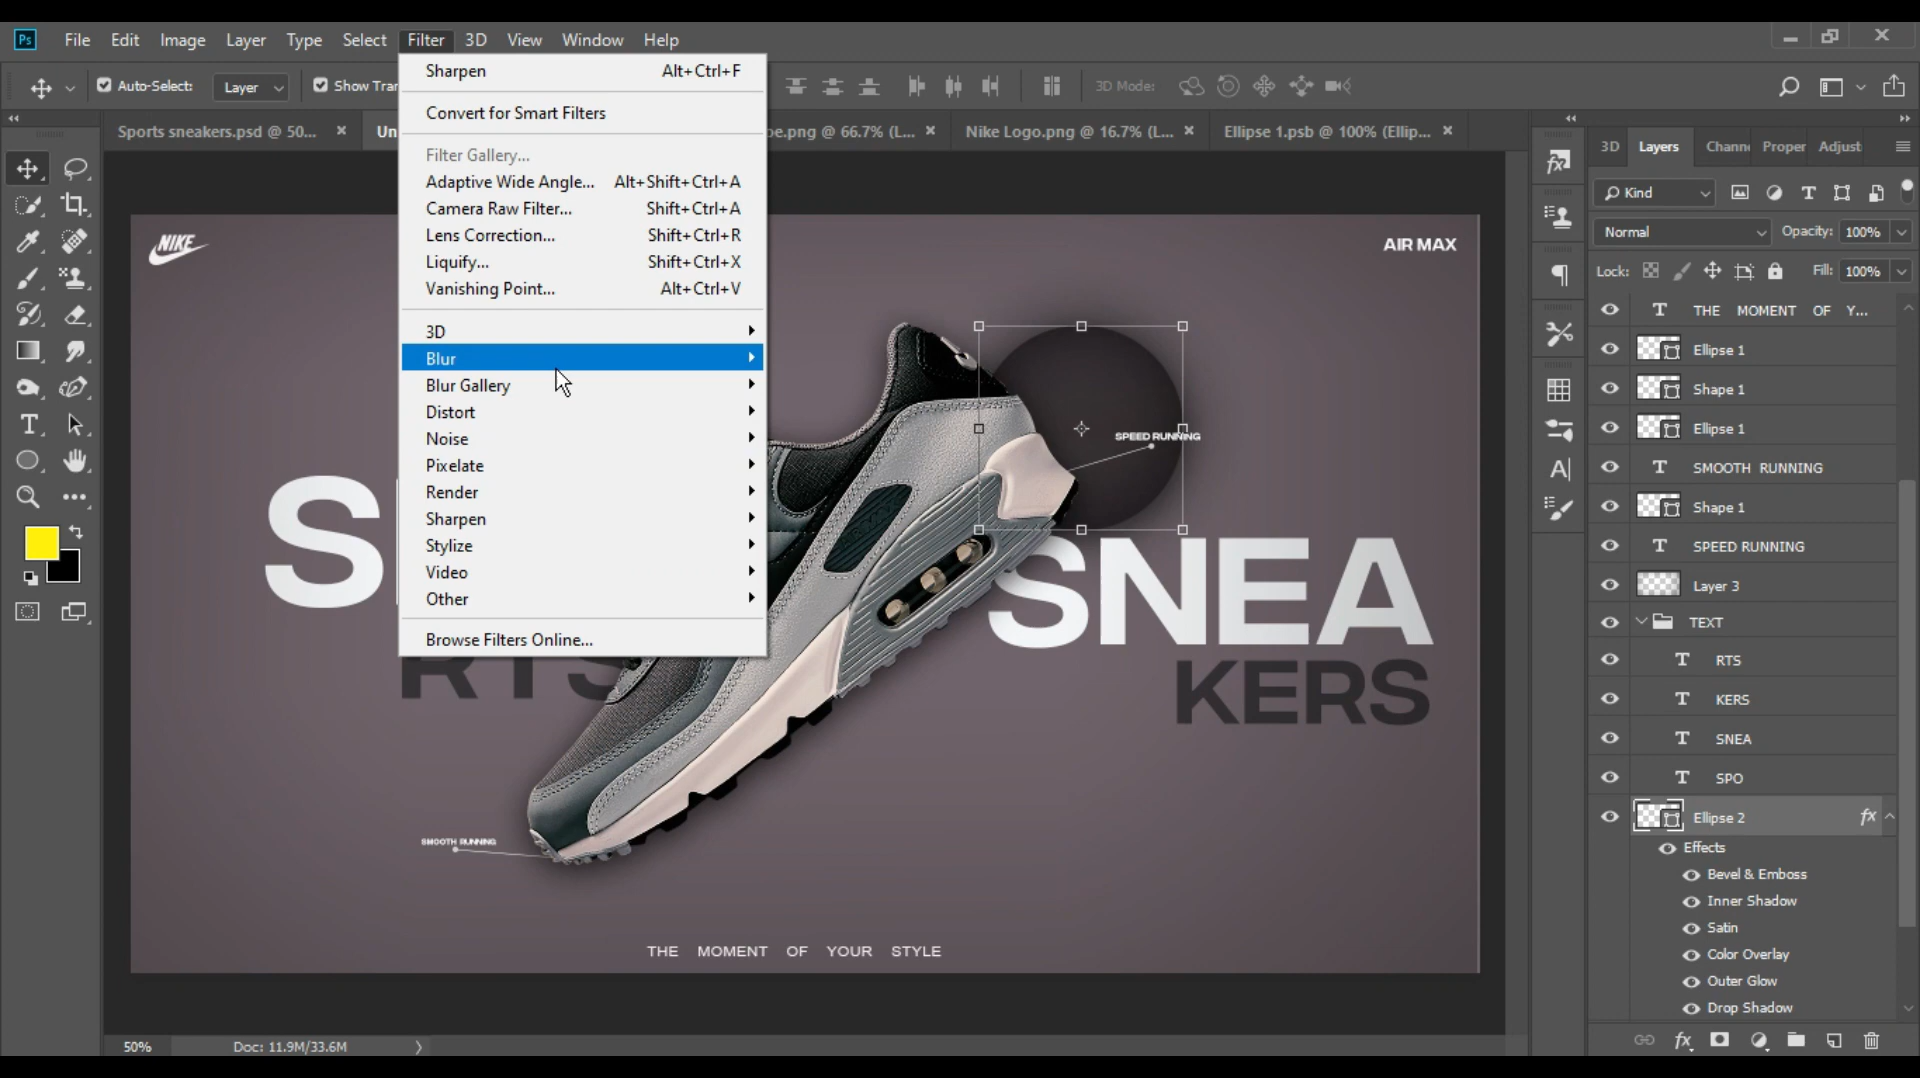 Ps File Edit Image Layer Type Select Filter 3D View Window Help
Auto-Select: Layer Show Tran 3D Mode:
Sharpen Alt+Ctrl+F
Convert for Smart Filters
Filter Gallery...
Adaptive Wide Angle... Alt+Shift+Ctrl+A
Camera Raw Filter... Shift+Ctrl+A
Lens Correction... Shift+Ctrl+R
Liquify... Shift+Ctrl+X
Vanishing Point... Alt+Ctrl+V
3D
Blur
Blur Gallery
Distort
Noise
Pixelate
Render
Sharpen
Stylize
Video
Other
Browse Filters Online...
Sports sneakers.psd @ 50... Un pe.png @ 66.7% (L... Nike Logo.png @ 16.7% (L... Ellipse 1.psb @ 100% (Ellip...
NIKE
AIR MAX
SPEED RUNNING
S
SNEA
RTS
KERS
SMOOTH RUNNING
THE MOMENT OF YOUR STYLE
50% Doc: 11.9M/33.6M
3D Layers Chann Proper Adjust
Kind
Normal Opacity: 100%
Lock: Fill: 100%
THE MOMENT OF Y...
Ellipse 1
Shape 1
Ellipse 1
SMOOTH RUNNING
Shape 1
SPEED RUNNING
Layer 3
TEXT
RTS
KERS
SNEA
SPO
Ellipse 2 fx
Effects
Bevel & Emboss
Inner Shadow
Satin
Color Overlay
Outer Glow
Drop Shadow